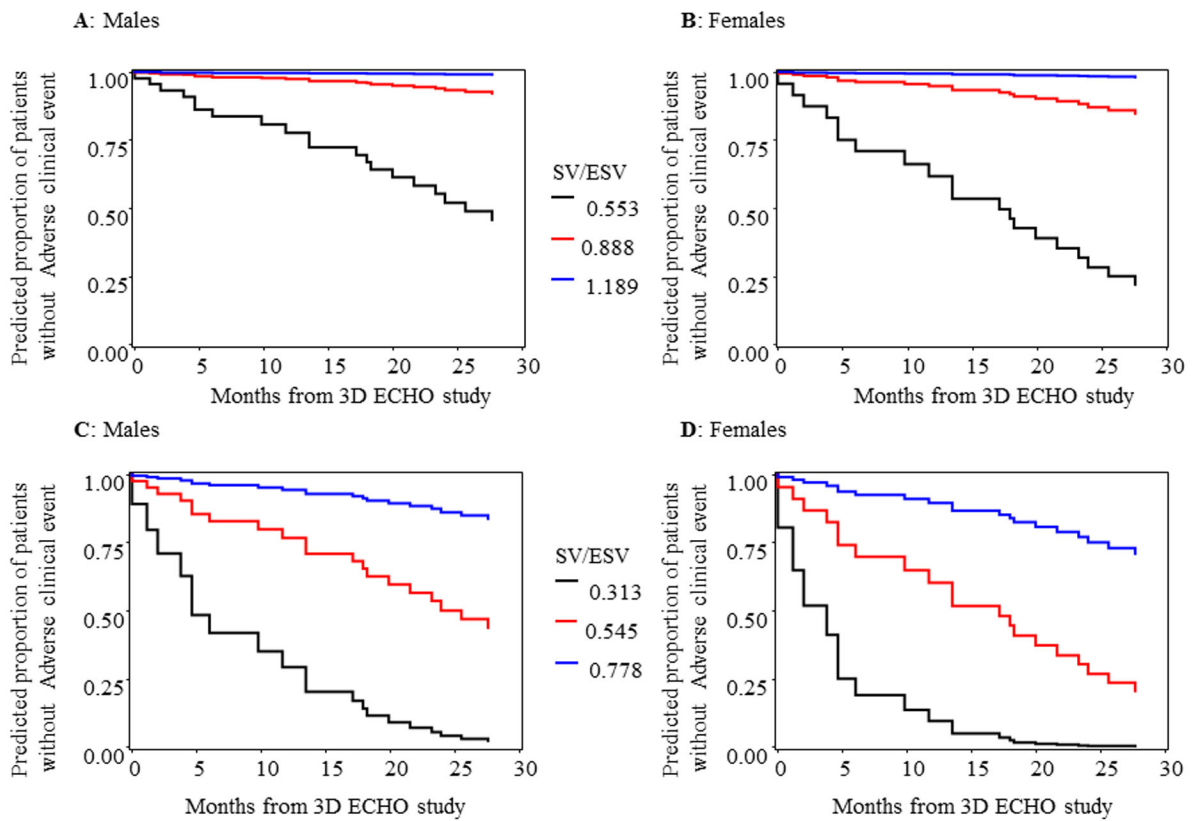 A: Males
Predicted proportion of patients
without Adverse clinical event
1.00
0.75
0.50
0.25
0.00
0 5 10 15 20 25 30
Months from 3D ECHO study
SV/ESV
0.553
0.888
1.189
B: Females
Predicted proportion of patients
without Adverse clinical event
1.00
0.75
0.50
0.25
0.00
0 5 10 15 20 25 30
Months from 3D ECHO study
C: Males
Predicted proportion of patients
without Adverse clinical event
1.00
0.75
0.50
0.25
0.00
0 5 10 15 20 25 30
Months from 3D ECHO study
SV/ESV
0.313
0.545
0.778
D: Females
Predicted proportion of patients
without Adverse clinical event
1.00
0.75
0.50
0.25
0.00
0 5 10 15 20 25 30
Months from 3D ECHO study